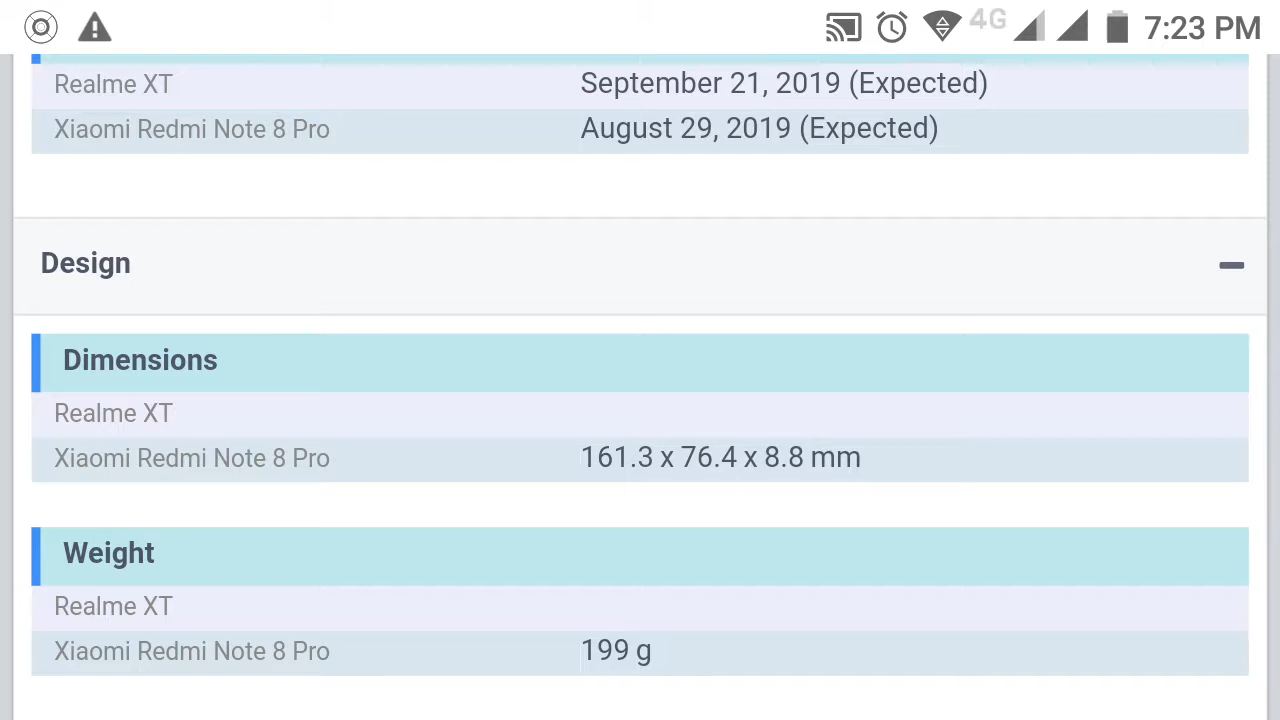 4G 7:23 PM
Realme XT September 21, 2019 (Expected)
Xiaomi Redmi Note 8 Pro August 29, 2019 (Expected)
Design
Dimensions
Realme XT
Xiaomi Redmi Note 8 Pro 161.3 x 76.4 x 8.8 mm
Weight
Realme XT
Xiaomi Redmi Note 8 Pro 199 g